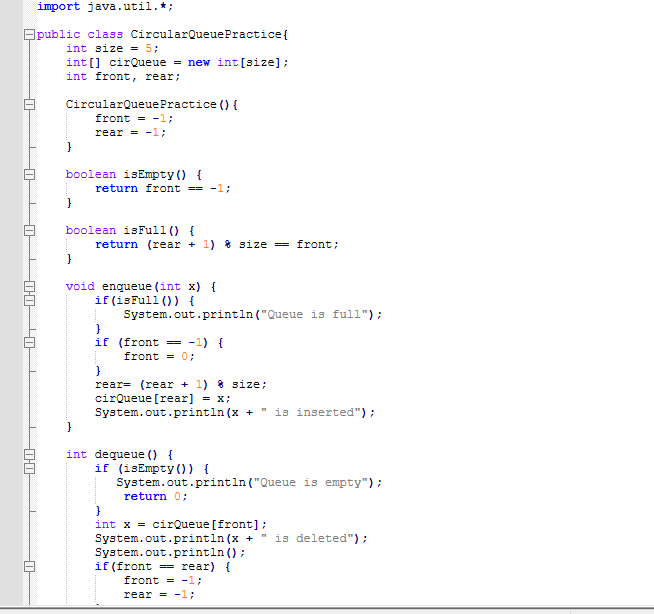 import java.util.*;
public class CircularQueuePractice{
int size = 5;
int[] cirQueue = new int[size];
int front, rear;
CircularQueuePractice(){
front = -1;
rear = -1;
}
boolean isEmpty() {
return front == -1;
}
boolean isFull() {
return (rear + 1) % size == front;
}
void enqueue(int x) {
if(isFull()) {
System.out.println("Queue is full");
}
if (front == -1) {
front = 0;
}
rear= (rear + 1) % size;
cirQueue[rear] = x;
System.out.println(x + " is inserted");
}
int dequeue() {
if (isEmpty()) {
System.out.println("Queue is empty");
return 0;
}
int x = cirQueue[front];
System.out.println(x + " is deleted");
System.out.println();
if(front == rear) {
front = -1;
rear = -1;